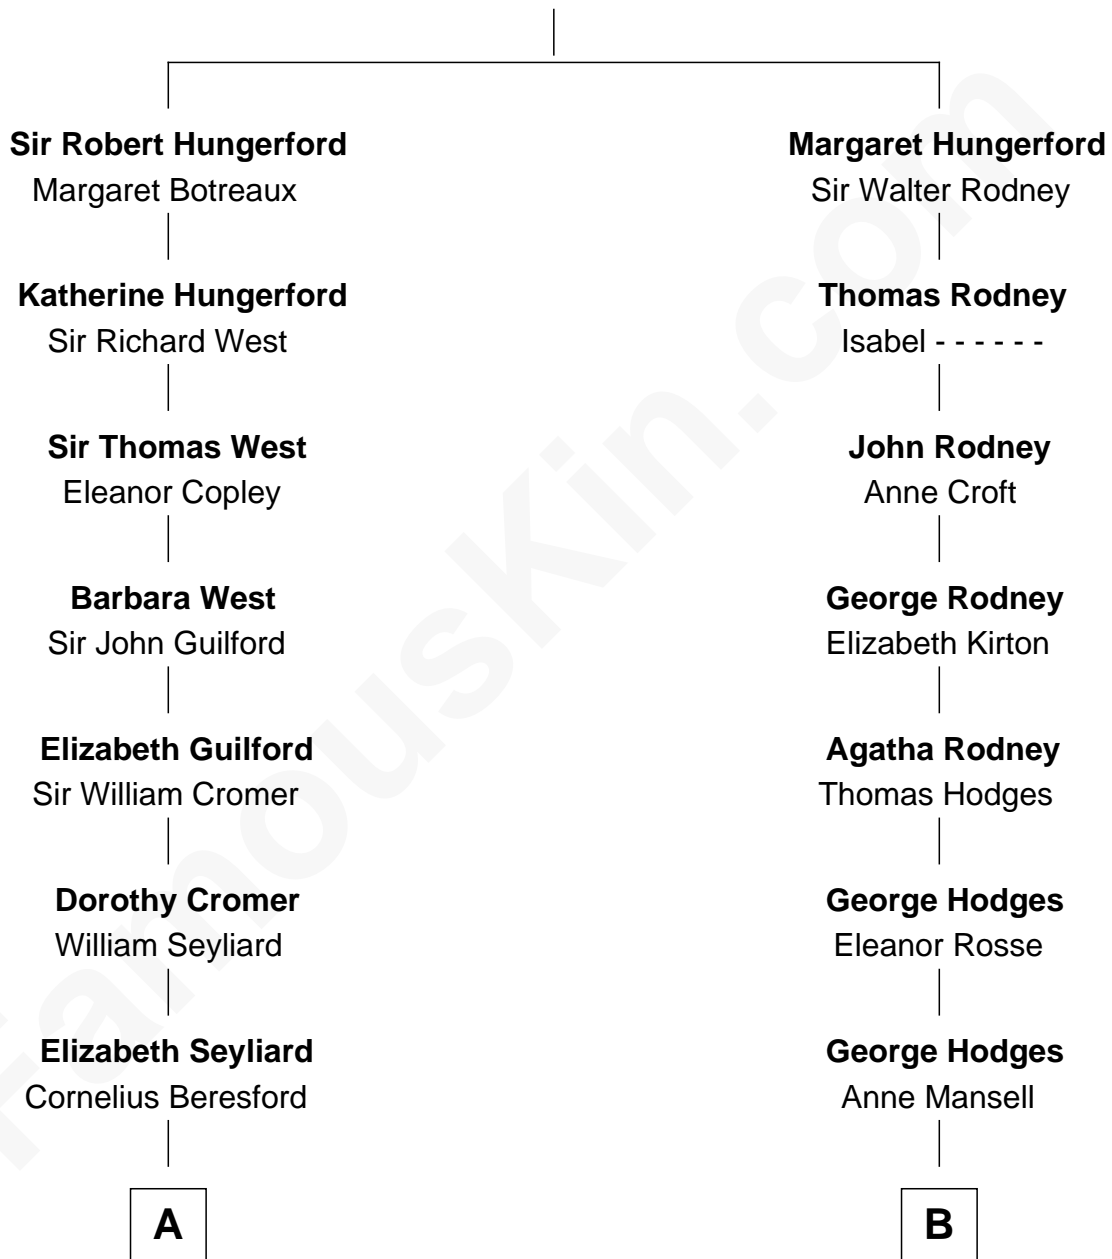 Sir Robert Hungerford
Margaret Botreaux
Katherine Hungerford
Sir Richard West
Sir Thomas West
Eleanor Copley
Barbara West
Sir John Guilford
Elizabeth Guilford
Sir William Cromer
Dorothy Cromer
William Seyliard
Elizabeth Seyliard
Cornelius Beresford
A
Margaret Hungerford
Sir Walter Rodney
Thomas Rodney
Isabel - - - - - -
John Rodney
Anne Croft
George Rodney
Elizabeth Kirton
Agatha Rodney
Thomas Hodges
George Hodges
Eleanor Rosse
George Hodges
Anne Mansell
B
FamousKin.com